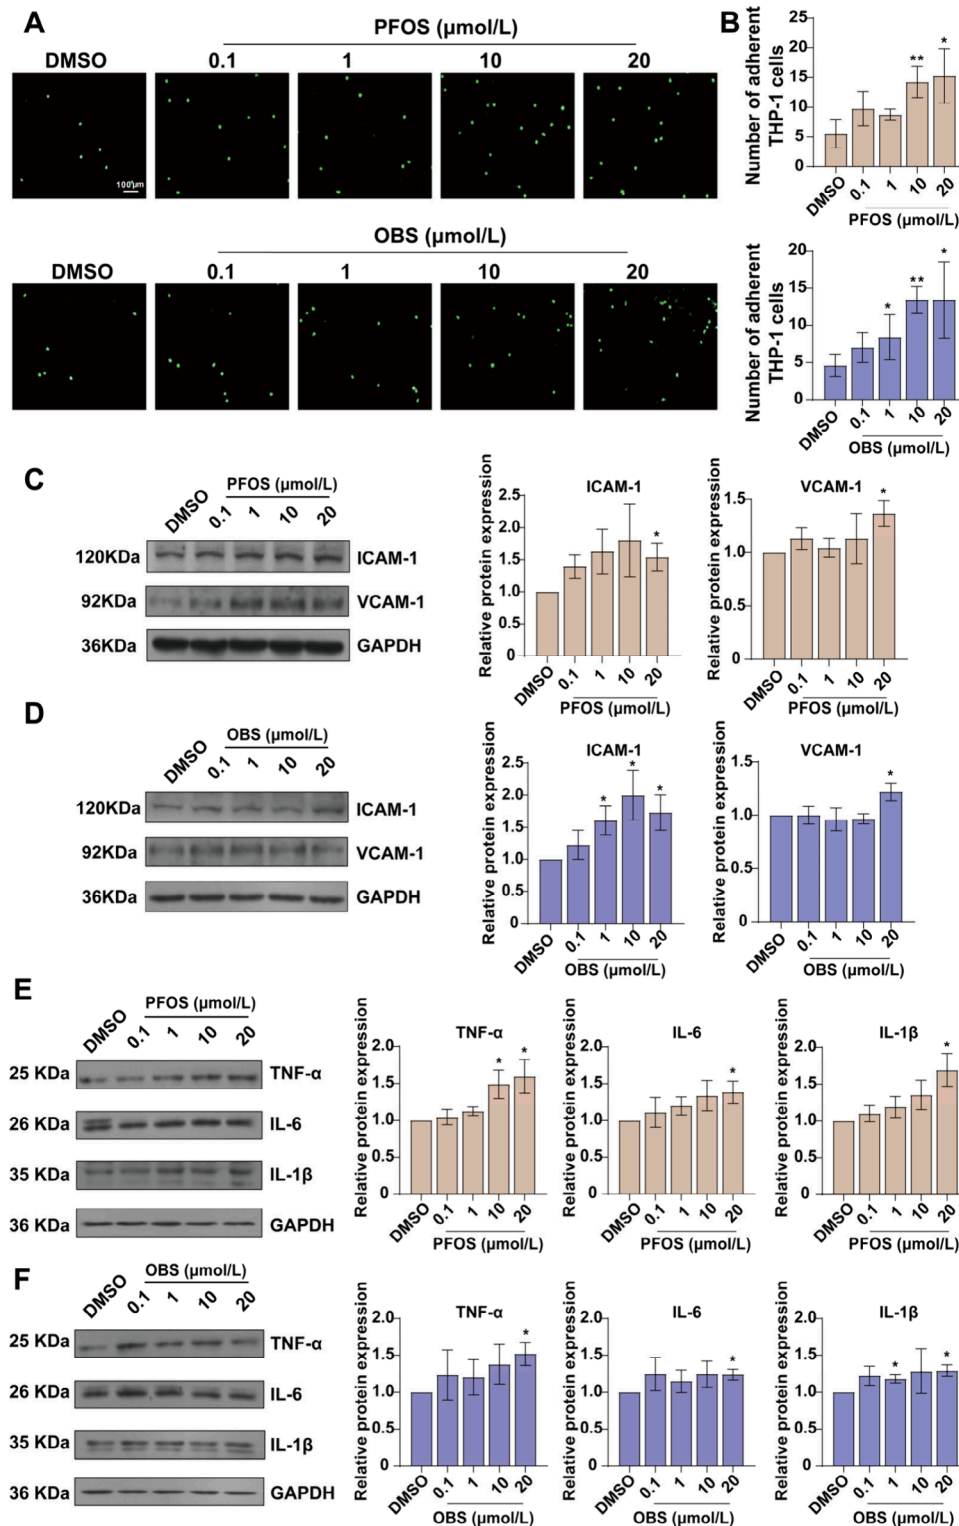 A
PFOS (μmol/L)
DMSO 0.1 1 10 20
100 μm
OBS (μmol/L)
DMSO 0.1 1 10 20
B
Number of adherent
THP-1 cells
25
20
15
10
5
0
** *
DMSO 0.1 1 10 20
PFOS (μmol/L)
Number of adherent
THP-1 cells
20
15
10
5
0
* ** *
DMSO 0.1 1 10 20
OBS (μmol/L)
C
PFOS (μmol/L)
DMSO 0.1 1 10 20
120KDa ICAM-1
92KDa VCAM-1
36KDa GAPDH
ICAM-1
Relative protein expression
2.5
2.0
1.5
1.0
0.5
0
*
DMSO 0.1 1 10 20
PFOS (μmol/L)
VCAM-1
Relative protein expression
1.5
1.0
0.5
0
*
DMSO 0.1 1 10 20
PFOS (μmol/L)
D
OBS (μmol/L)
DMSO 0.1 1 10 20
120KDa ICAM-1
92KDa VCAM-1
36KDa GAPDH
ICAM-1
Relative protein expression
2.5
2.0
1.5
1.0
0.5
0
* * *
DMSO 0.1 1 10 20
OBS (μmol/L)
VCAM-1
Relative protein expression
1.5
1.0
0.5
0
*
DMSO 0.1 1 10 20
OBS (μmol/L)
E
PFOS (μmol/L)
DMSO 0.1 1 10 20
25 KDa TNF-α
26 KDa IL-6
35 KDa IL-1β
36 KDa GAPDH
TNF-α
Relative protein expression
2.0
1.5
1.0
0.5
0
* *
DMSO 0.1 1 10 20
PFOS (μmol/L)
IL-6
Relative protein expression
2.0
1.5
1.0
0.5
0
*
DMSO 0.1 1 10 20
PFOS (μmol/L)
IL-1β
Relative protein expression
2.0
1.5
1.0
0.5
0
*
DMSO 0.1 1 10 20
PFOS (μmol/L)
F
OBS (μmol/L)
DMSO 0.1 1 10 20
25 KDa TNF-α
26 KDa IL-6
35 KDa IL-1β
36 KDa GAPDH
TNF-α
Relative protein expression
2.0
1.5
1.0
0.5
0
*
DMSO 0.1 1 10 20
OBS (μmol/L)
IL-6
Relative protein expression
2.0
1.5
1.0
0.5
0
*
DMSO 0.1 1 10 20
OBS (μmol/L)
IL-1β
Relative protein expression
2.0
1.5
1.0
0.5
0
* *
DMSO 0.1 1 10 20
OBS (μmol/L)